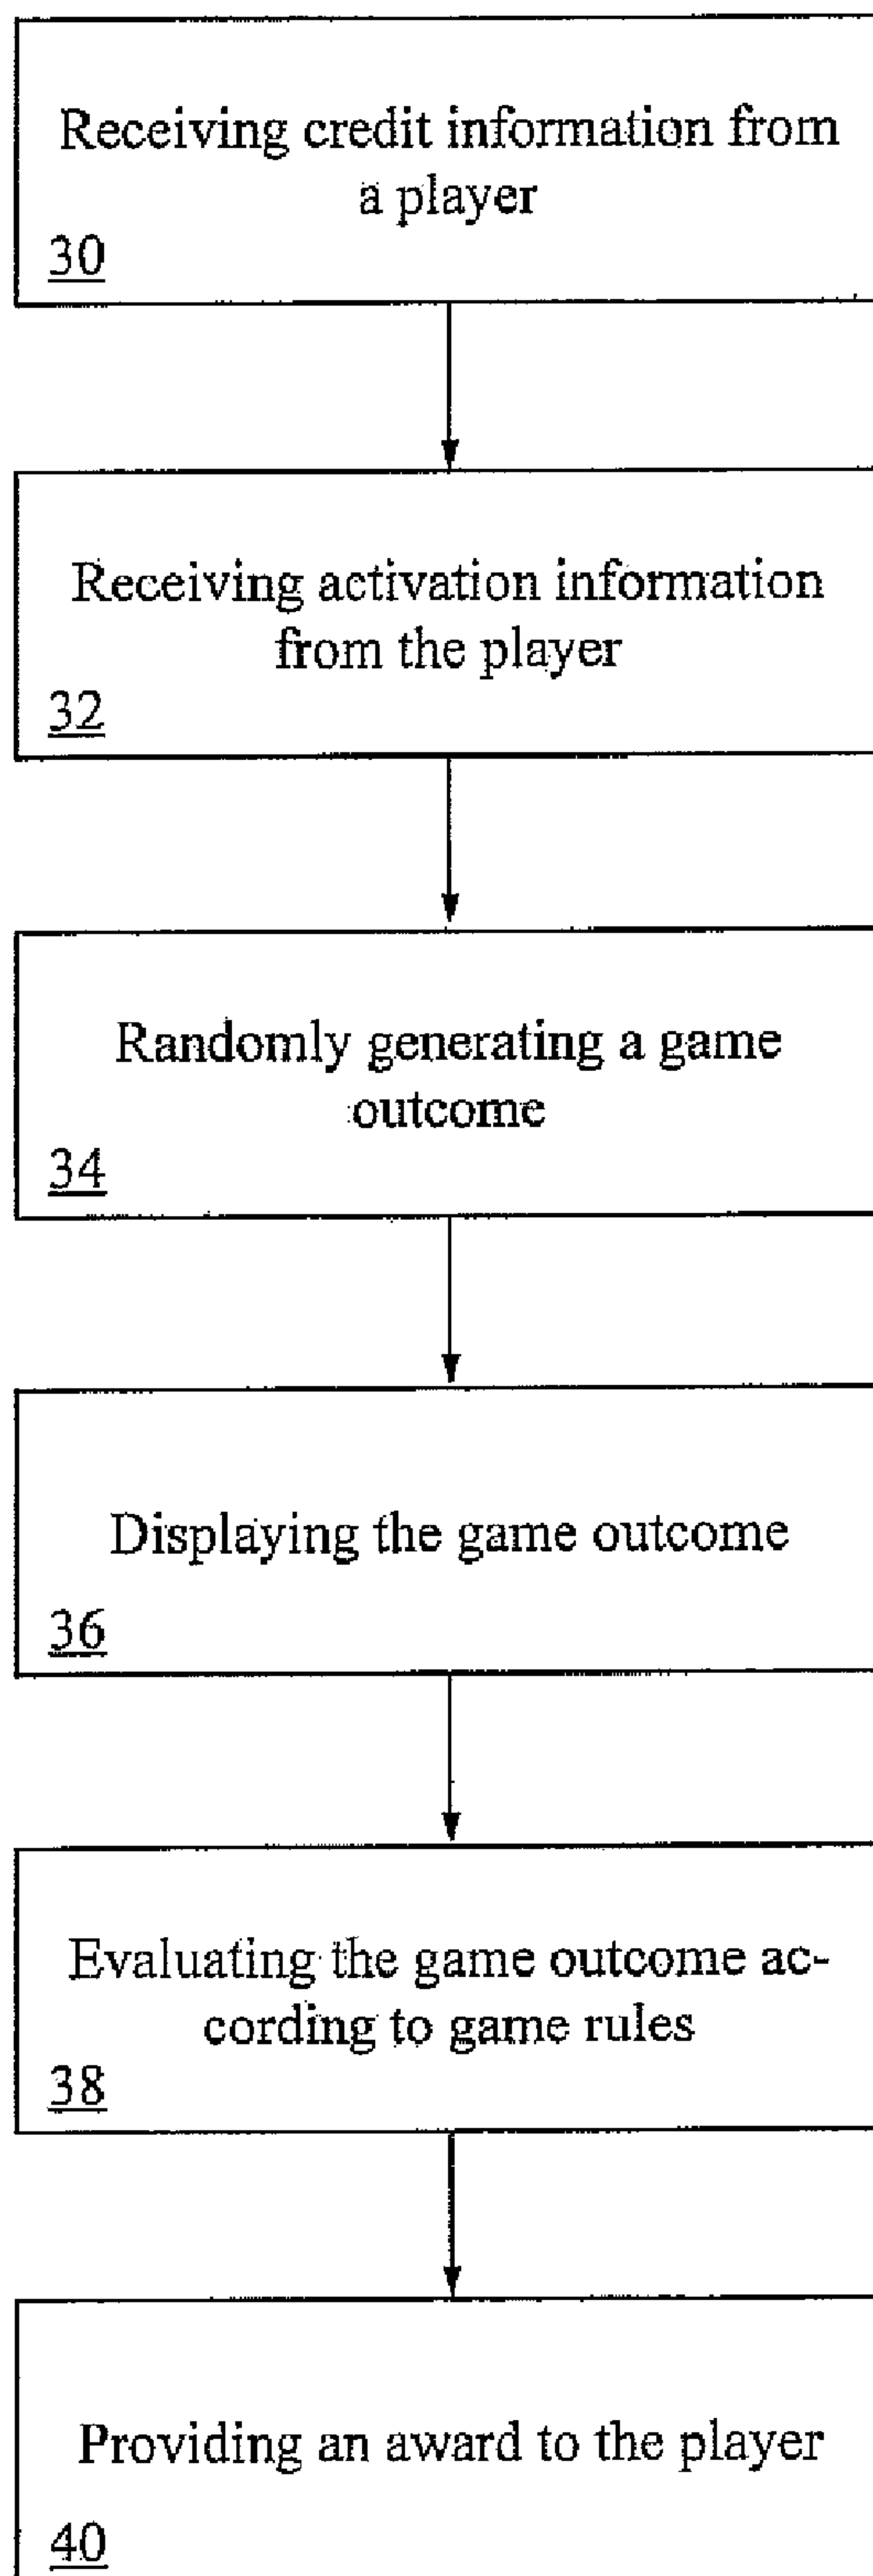 Receiving credit information from
a player
30
Receiving activation information
from the player
32
Randomly generating a game
outcome
34
Displaying the game outcome
36
Evaluating the game outcome ac-
cording to game rules
38
Providing an award to the player
40